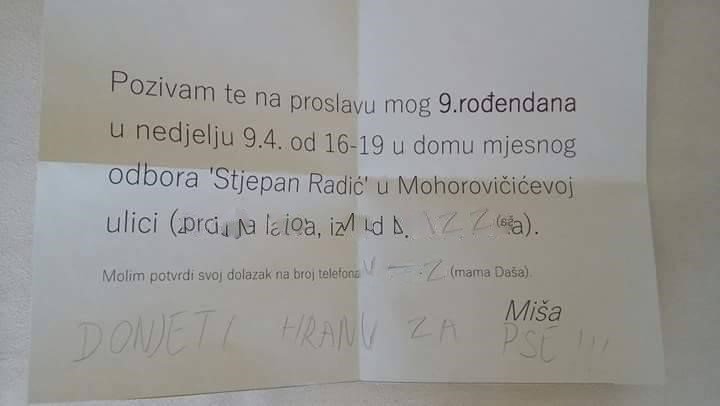 Pozivam te na proslavu mog 9.rođendana
u nedjelju 9.4. od 16-19 u domu mjesnog
odbora 'Stjepan Radić' u Mohorovičićevoj
ulici
Molim potvrdi svoj dolazak na broj telefona (mama Daša).
Miša
DONJETI HRANU ZA PSE!!!